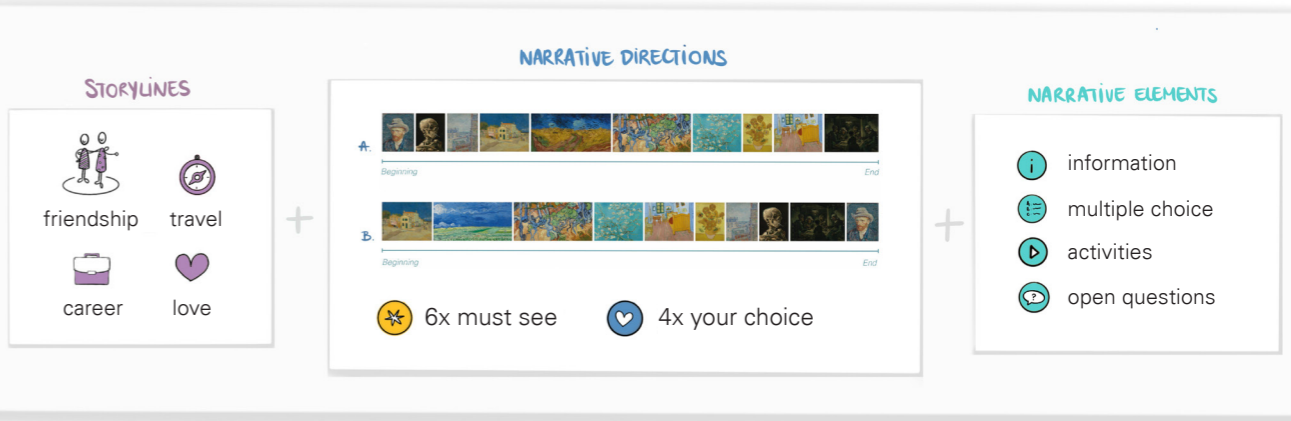 STORYLINES
friendship
travel
career
love
NARRATIVE DIRECTIONS
A.
Beginning
End
B.
Beginning
End
6x must see
4x your choice
NARRATIVE ELEMENTS
i
information
multiple choice
activities
?
open questions